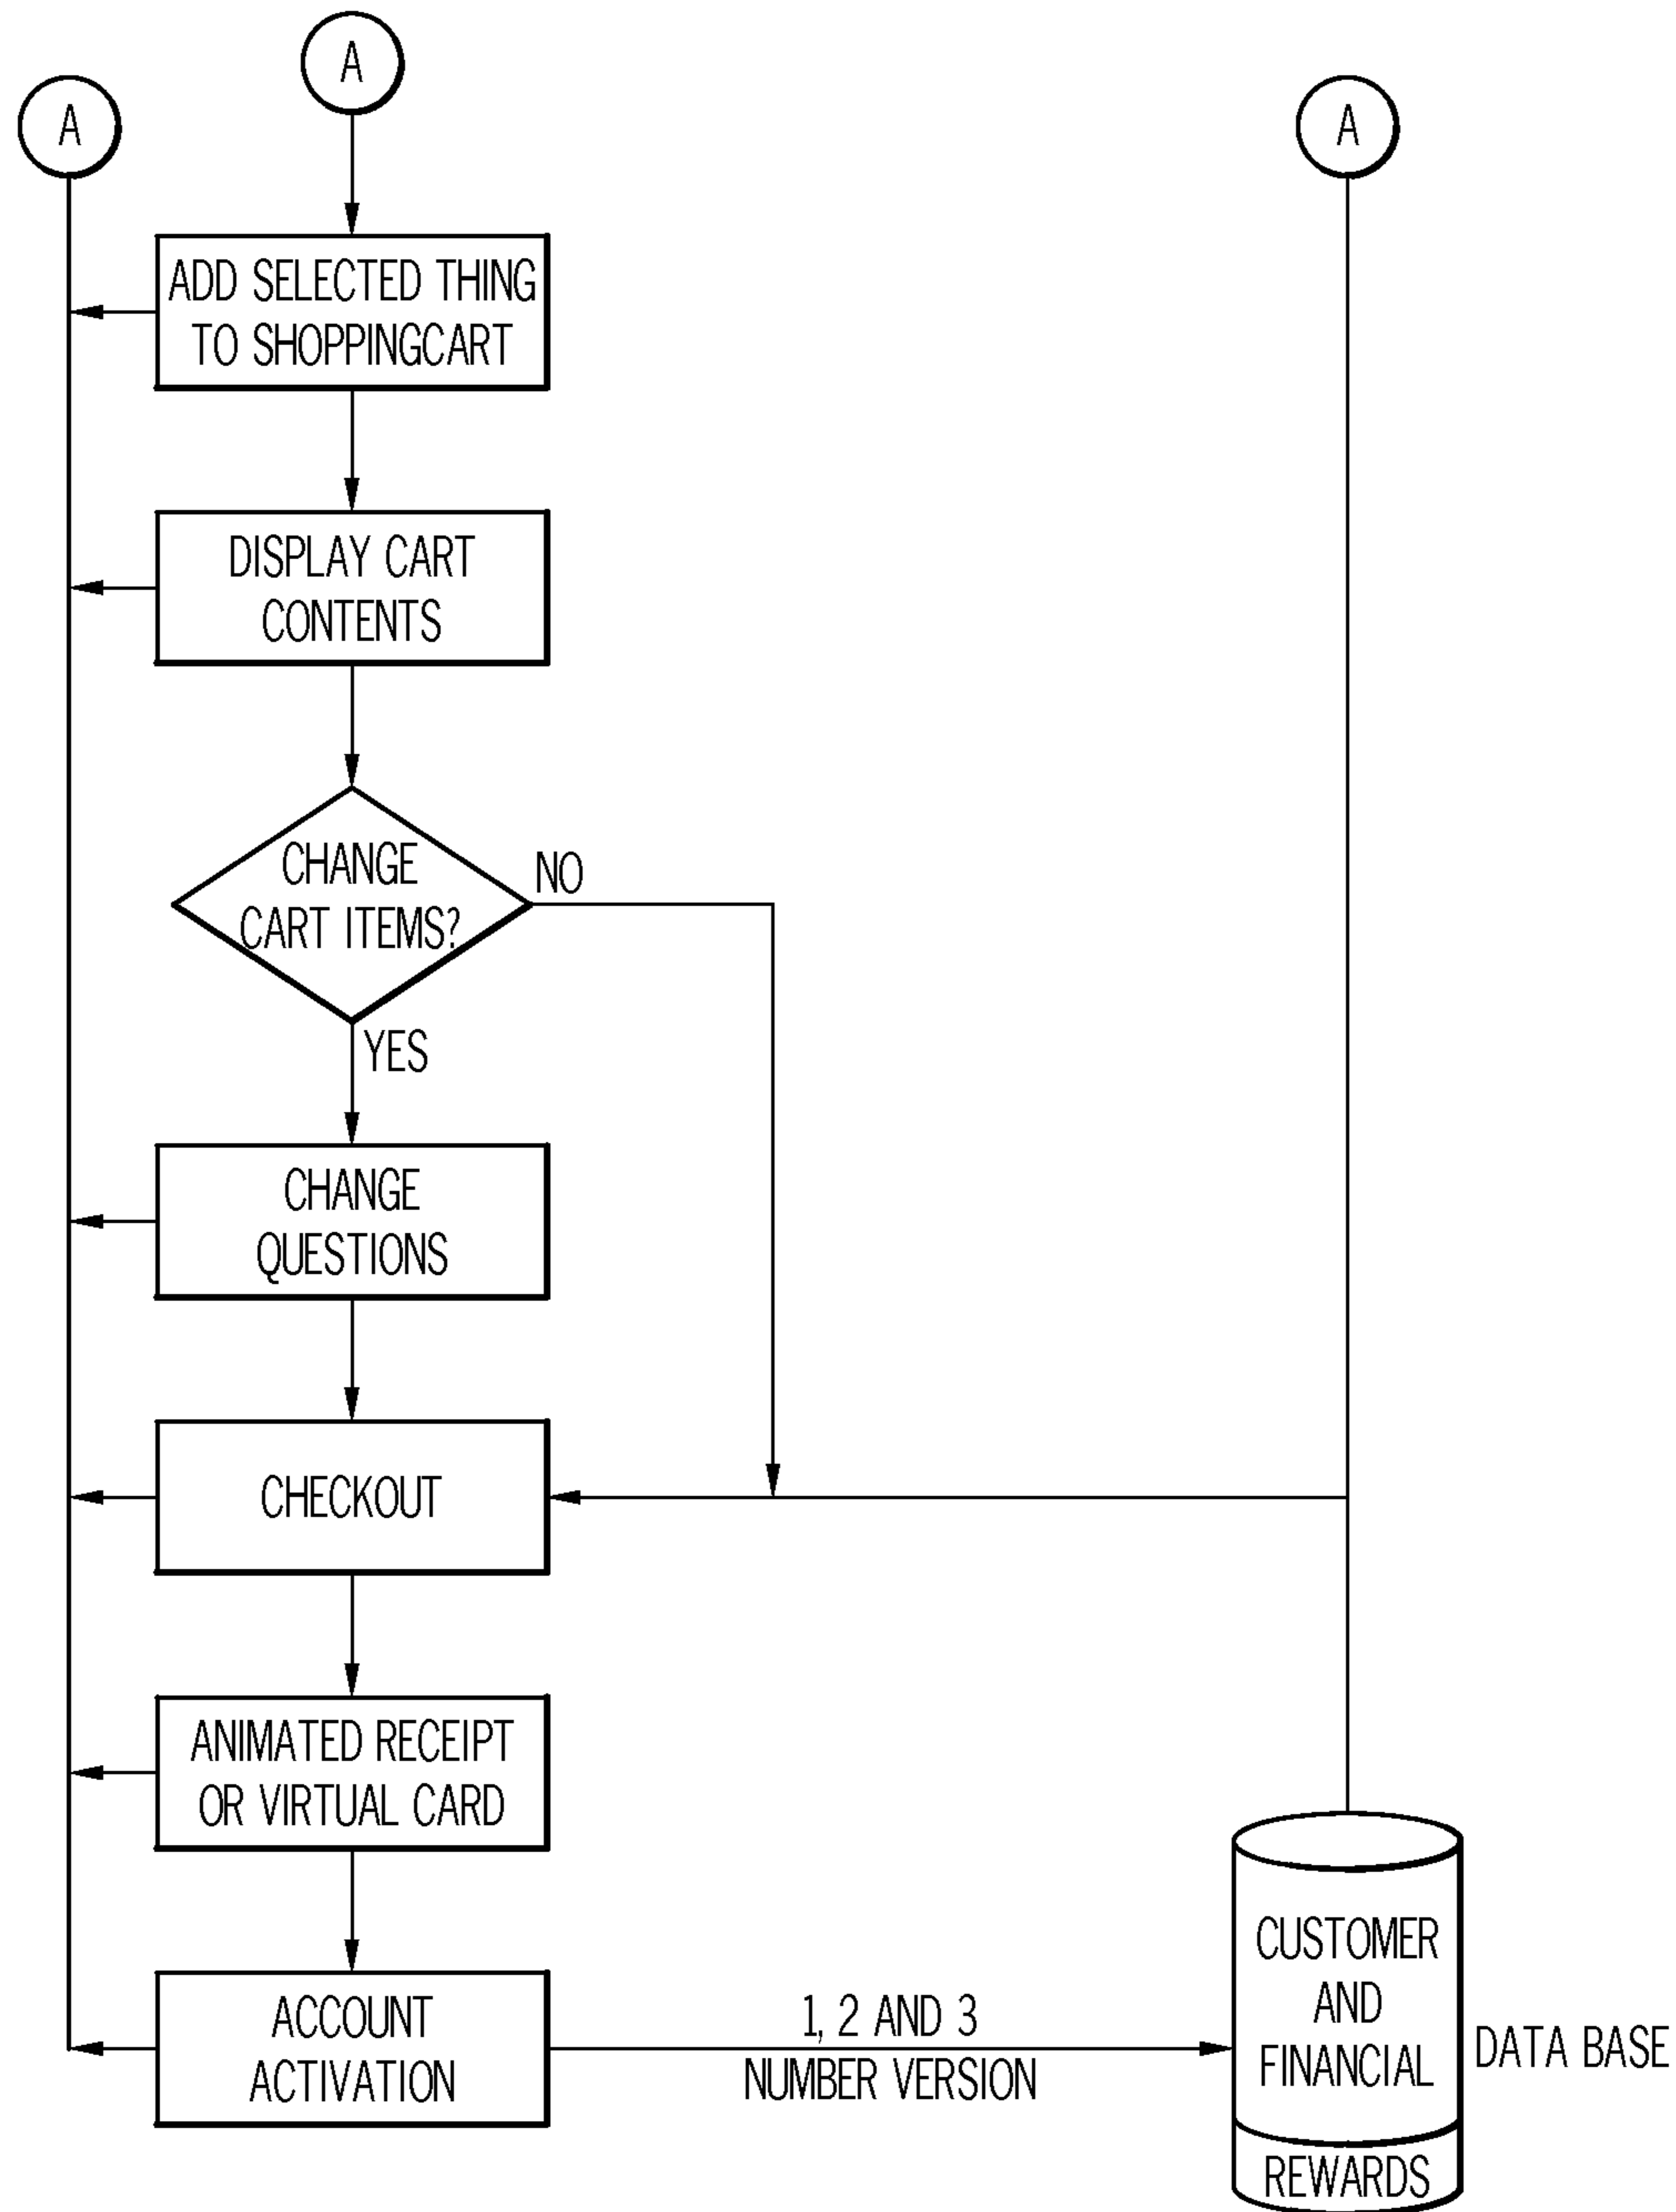 A
A
A
ADD SELECTED THING
TO SHOPPINGCART
DISPLAY CART
CONTENTS
CHANGE
CART ITEMS?
NO
YES
CHANGE
QUESTIONS
CHECKOUT
ANIMATED RECEIPT
OR VIRTUAL CARD
ACCOUNT
ACTIVATION
1, 2 AND 3
NUMBER VERSION
CUSTOMER
AND
FINANCIAL
REWARDS
DATA BASE